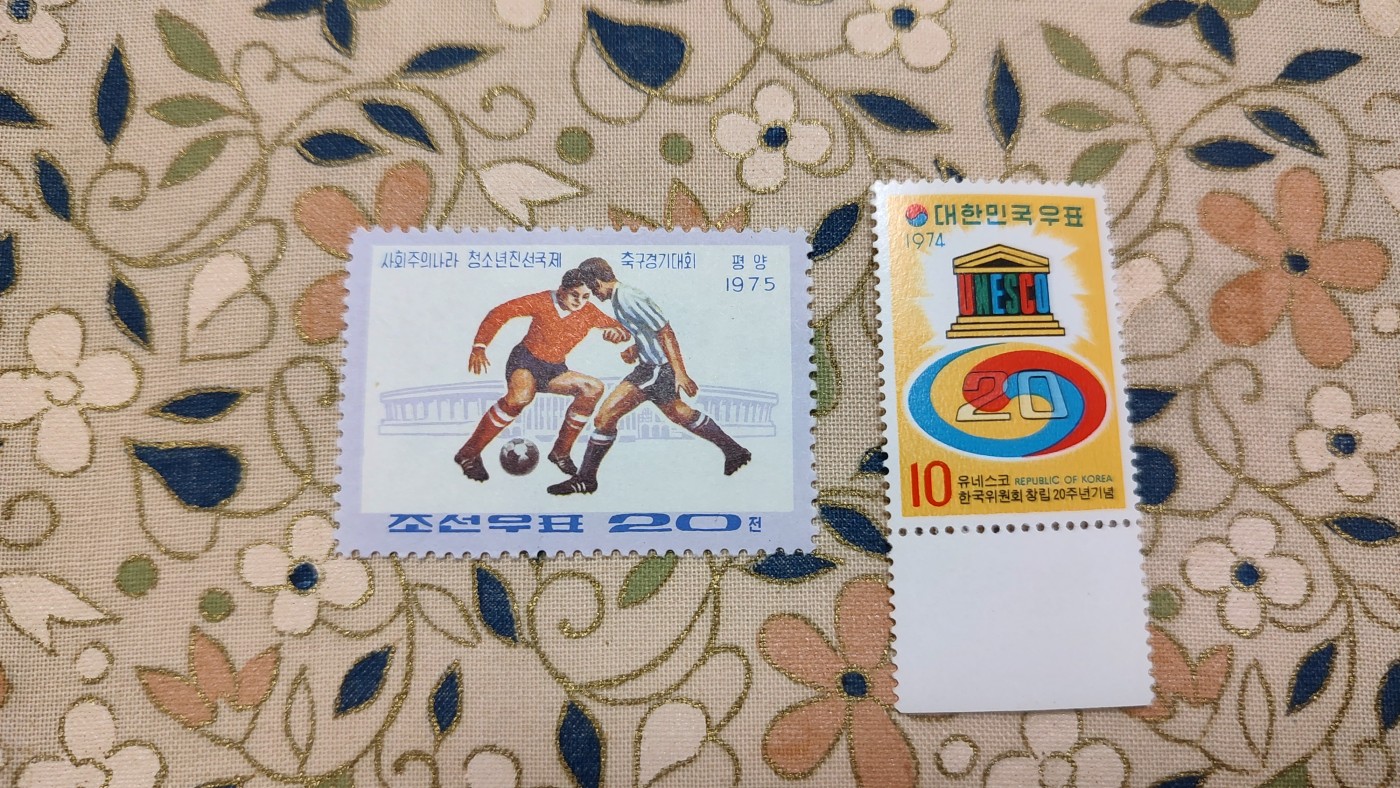 사회주의나라 청소년친선국제 축구경기대회 평양
1975
조선우표 20전
대한민국우표
1974
UNESCO
20
10 유네스코 REPUBLIC OF KOREA
한국위원회 창립 20주년기념